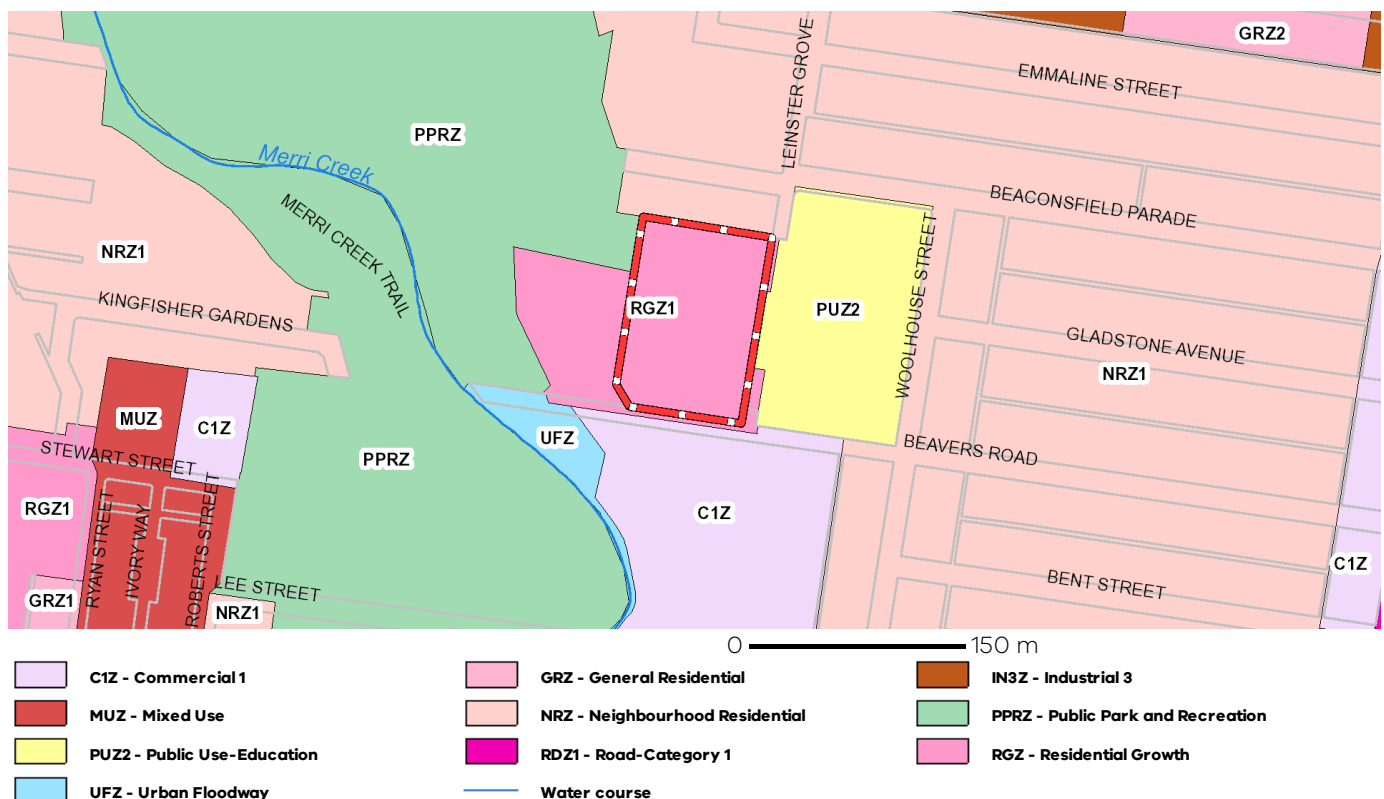 GRZ2
LEINSTER GROVE
EMMALINE STREET
PPRZ
Merri Creek
MERRI CREEK TRAIL
BEACONSFIELD PARADE
NRZ1
KINGFISHER GARDENS
RGZ1
PUZ2
WOOLHOUSE STREET
GLADSTONE AVENUE
NRZ1
MUZ
C1Z
UFZ
STEWART STREET
PPRZ
BEAVERS ROAD
RGZ1
RYAN STREET
IVORY WAY
ROBERTS STREET
C1Z
C1Z
LEE STREET
BENT STREET
GRZ1
NRZ1
0 150 m
C1Z - Commercial 1
MUZ - Mixed Use
PUZ2 - Public Use-Education
UFZ - Urban Floodway
GRZ - General Residential
NRZ - Neighbourhood Residential
RDZ1 - Road-Category 1
Water course
IN3Z - Industrial 3
PPRZ - Public Park and Recreation
RGZ - Residential Growth